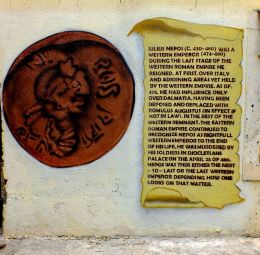 JULIUS NEPOS (C. 430-480) WAS A
WESTERN EMPEROR (474-480)
DURING THE LAST STAGE OF THE
WESTERN ROMAN EMPIRE HE
REIGNED, AT FIRST, OVER ITALY
AND ADJOINING AREAS YET HELD
BY THE WESTERN EMPIRE. AS OF.
475. HE HAD INFLUENCE ONLY
OVER DALMATIA, HAVING BEEN
DEPOSED AND REPLACED WITH
ROMULUS AUGUSTUS (IN EFFECT IF
NOT IN LAW). IN THE REST OF THE
WESTERN REMNANT. THE EASTERN
ROMAN EMPIRE CONTINUED TO
RECOGNIZE NEPOS AS RIGHTFULL
WESTERN EMPEROR TO THE END
OF HIS LIFE. HE WAS MURDERED BY
HIS SOLDIERS IN DIOCLETIANS
PALACE ON THE APRIL 25 OF 480.
NEPOS WAS THUS EITHER THE NEXT
- TO - LAST OR THE LAST WESTERN
EMPEROR DEPENDING HOW ONE
LOOKS ON THAT MATTER.